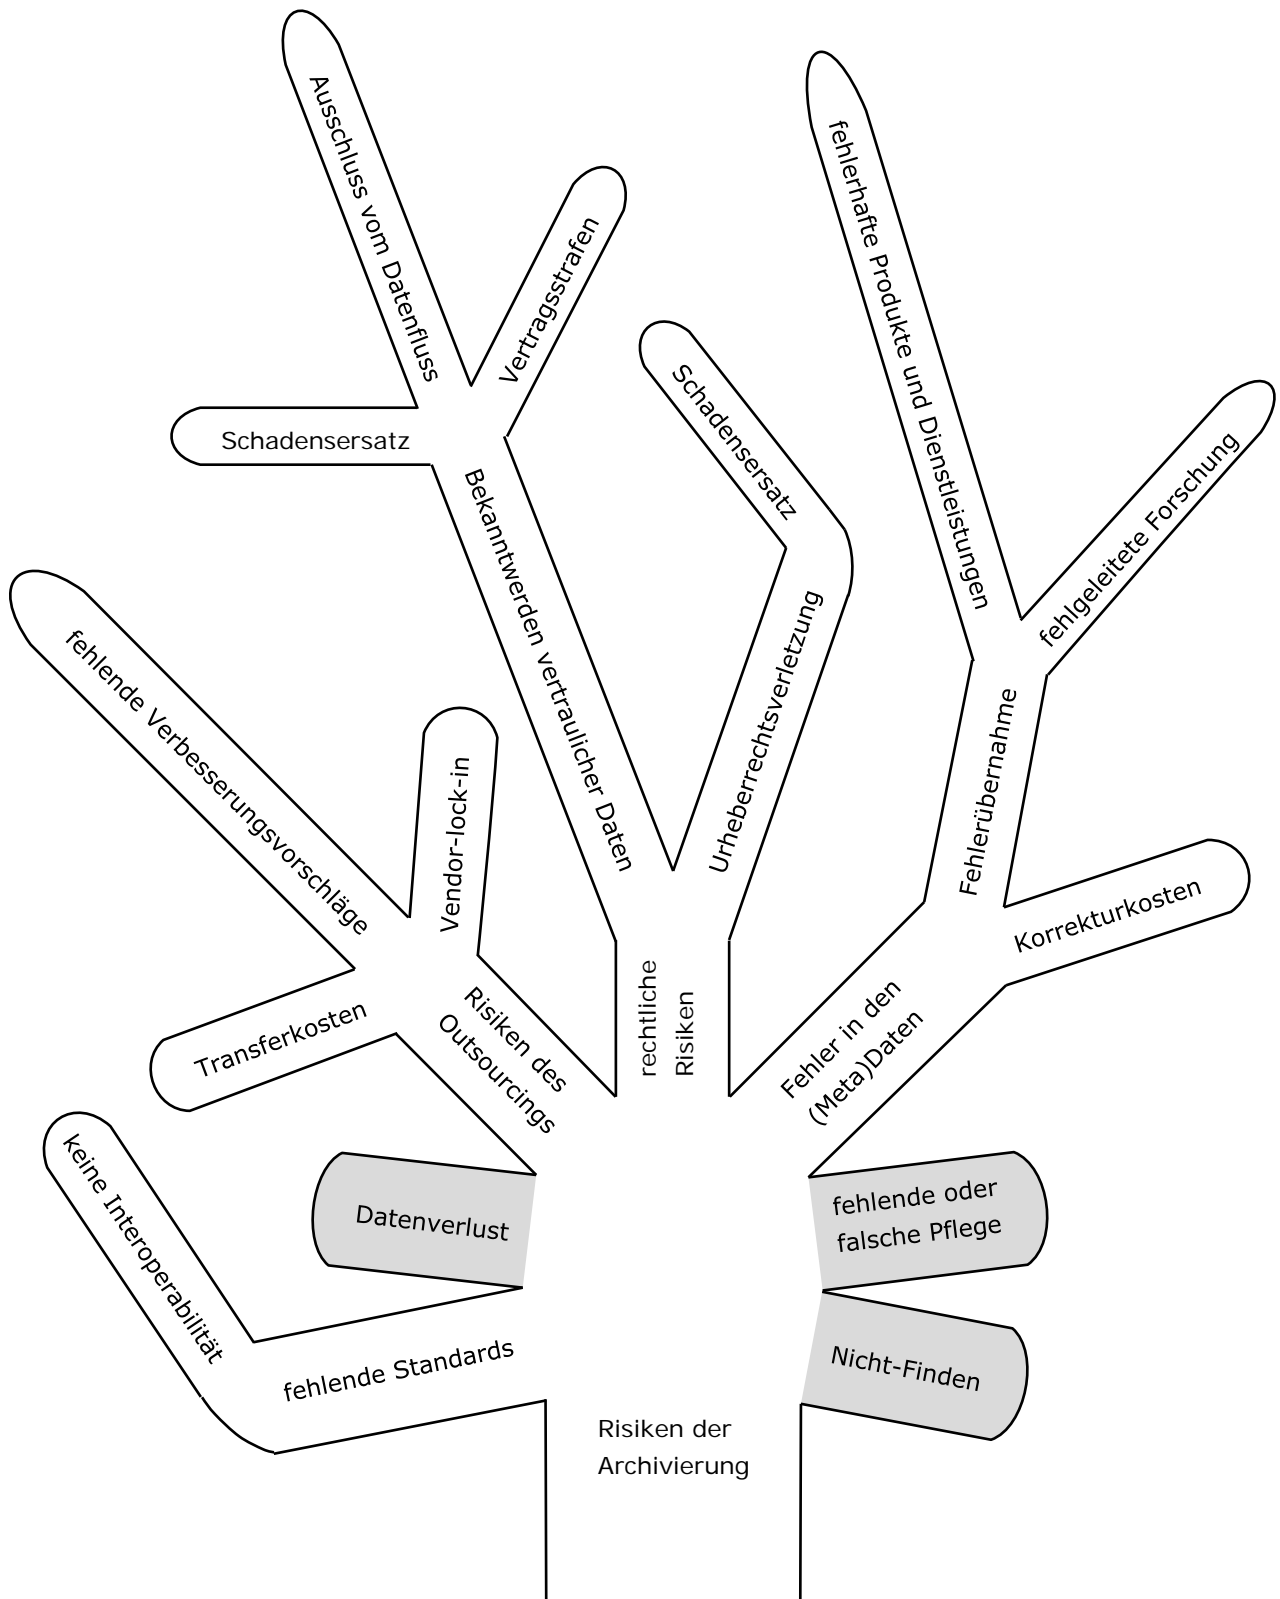 Ausschluss vom Datenfluss
Vertragsstrafen
Schadensersatz
Bekanntwerden vertraulicher Daten
Schadensersatz
Urheberrechtsverletzung
fehlerhafte Produkte und Dienstleistungen
fehlgeleitete Forschung
Fehlerübernahme
Korrekturkosten
fehlende Verbesserungsvorschläge
Vendor-lock-in
Transferkosten
Risiken des
Outsourcings
rechtliche
Risiken
Fehler in den
(Meta)Daten
keine Interoperabilität
fehlende Standards
Datenverlust
fehlende oder
falsche Pflege
Nicht-Finden
Risiken der
Archivierung